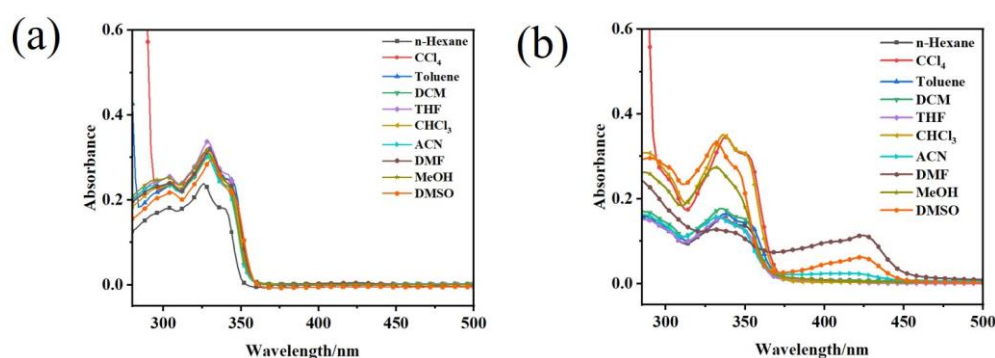 (a)
0.6
0.4
0.2
0.0
Absorbance
300
350
400
450
500
Wavelength/nm
n-Hexane
CCl₄
Toluene
DCM
THF
CHCl₃
ACN
DMF
MeOH
DMSO
(b)
0.6
0.4
0.2
0.0
Absorbance
300
350
400
450
500
Wavelength/nm
n-Hexane
CCl₄
Toluene
DCM
THF
CHCl₃
ACN
DMF
MeOH
DMSO